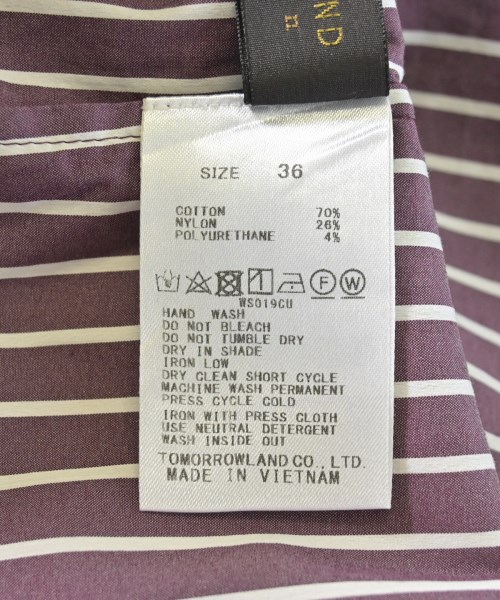 ND
SIZE 36
COTTON 70%
NYLON 26%
POLYURETHANE 4%
F W
WS019CU
HAND WASH
DO NOT BLEACH
DO NOT TUMBLE DRY
DRY IN SHADE
IRON LOW
DRY CLEAN SHORT CYCLE
MACHINE WASH PERMANENT
PRESS CYCLE COLD
IRON WITH PRESS CLOTH
USE NEUTRAL DETERGENT
WASH INSIDE OUT
TOMORROWLAND CO., LTD.
MADE IN VIETNAM